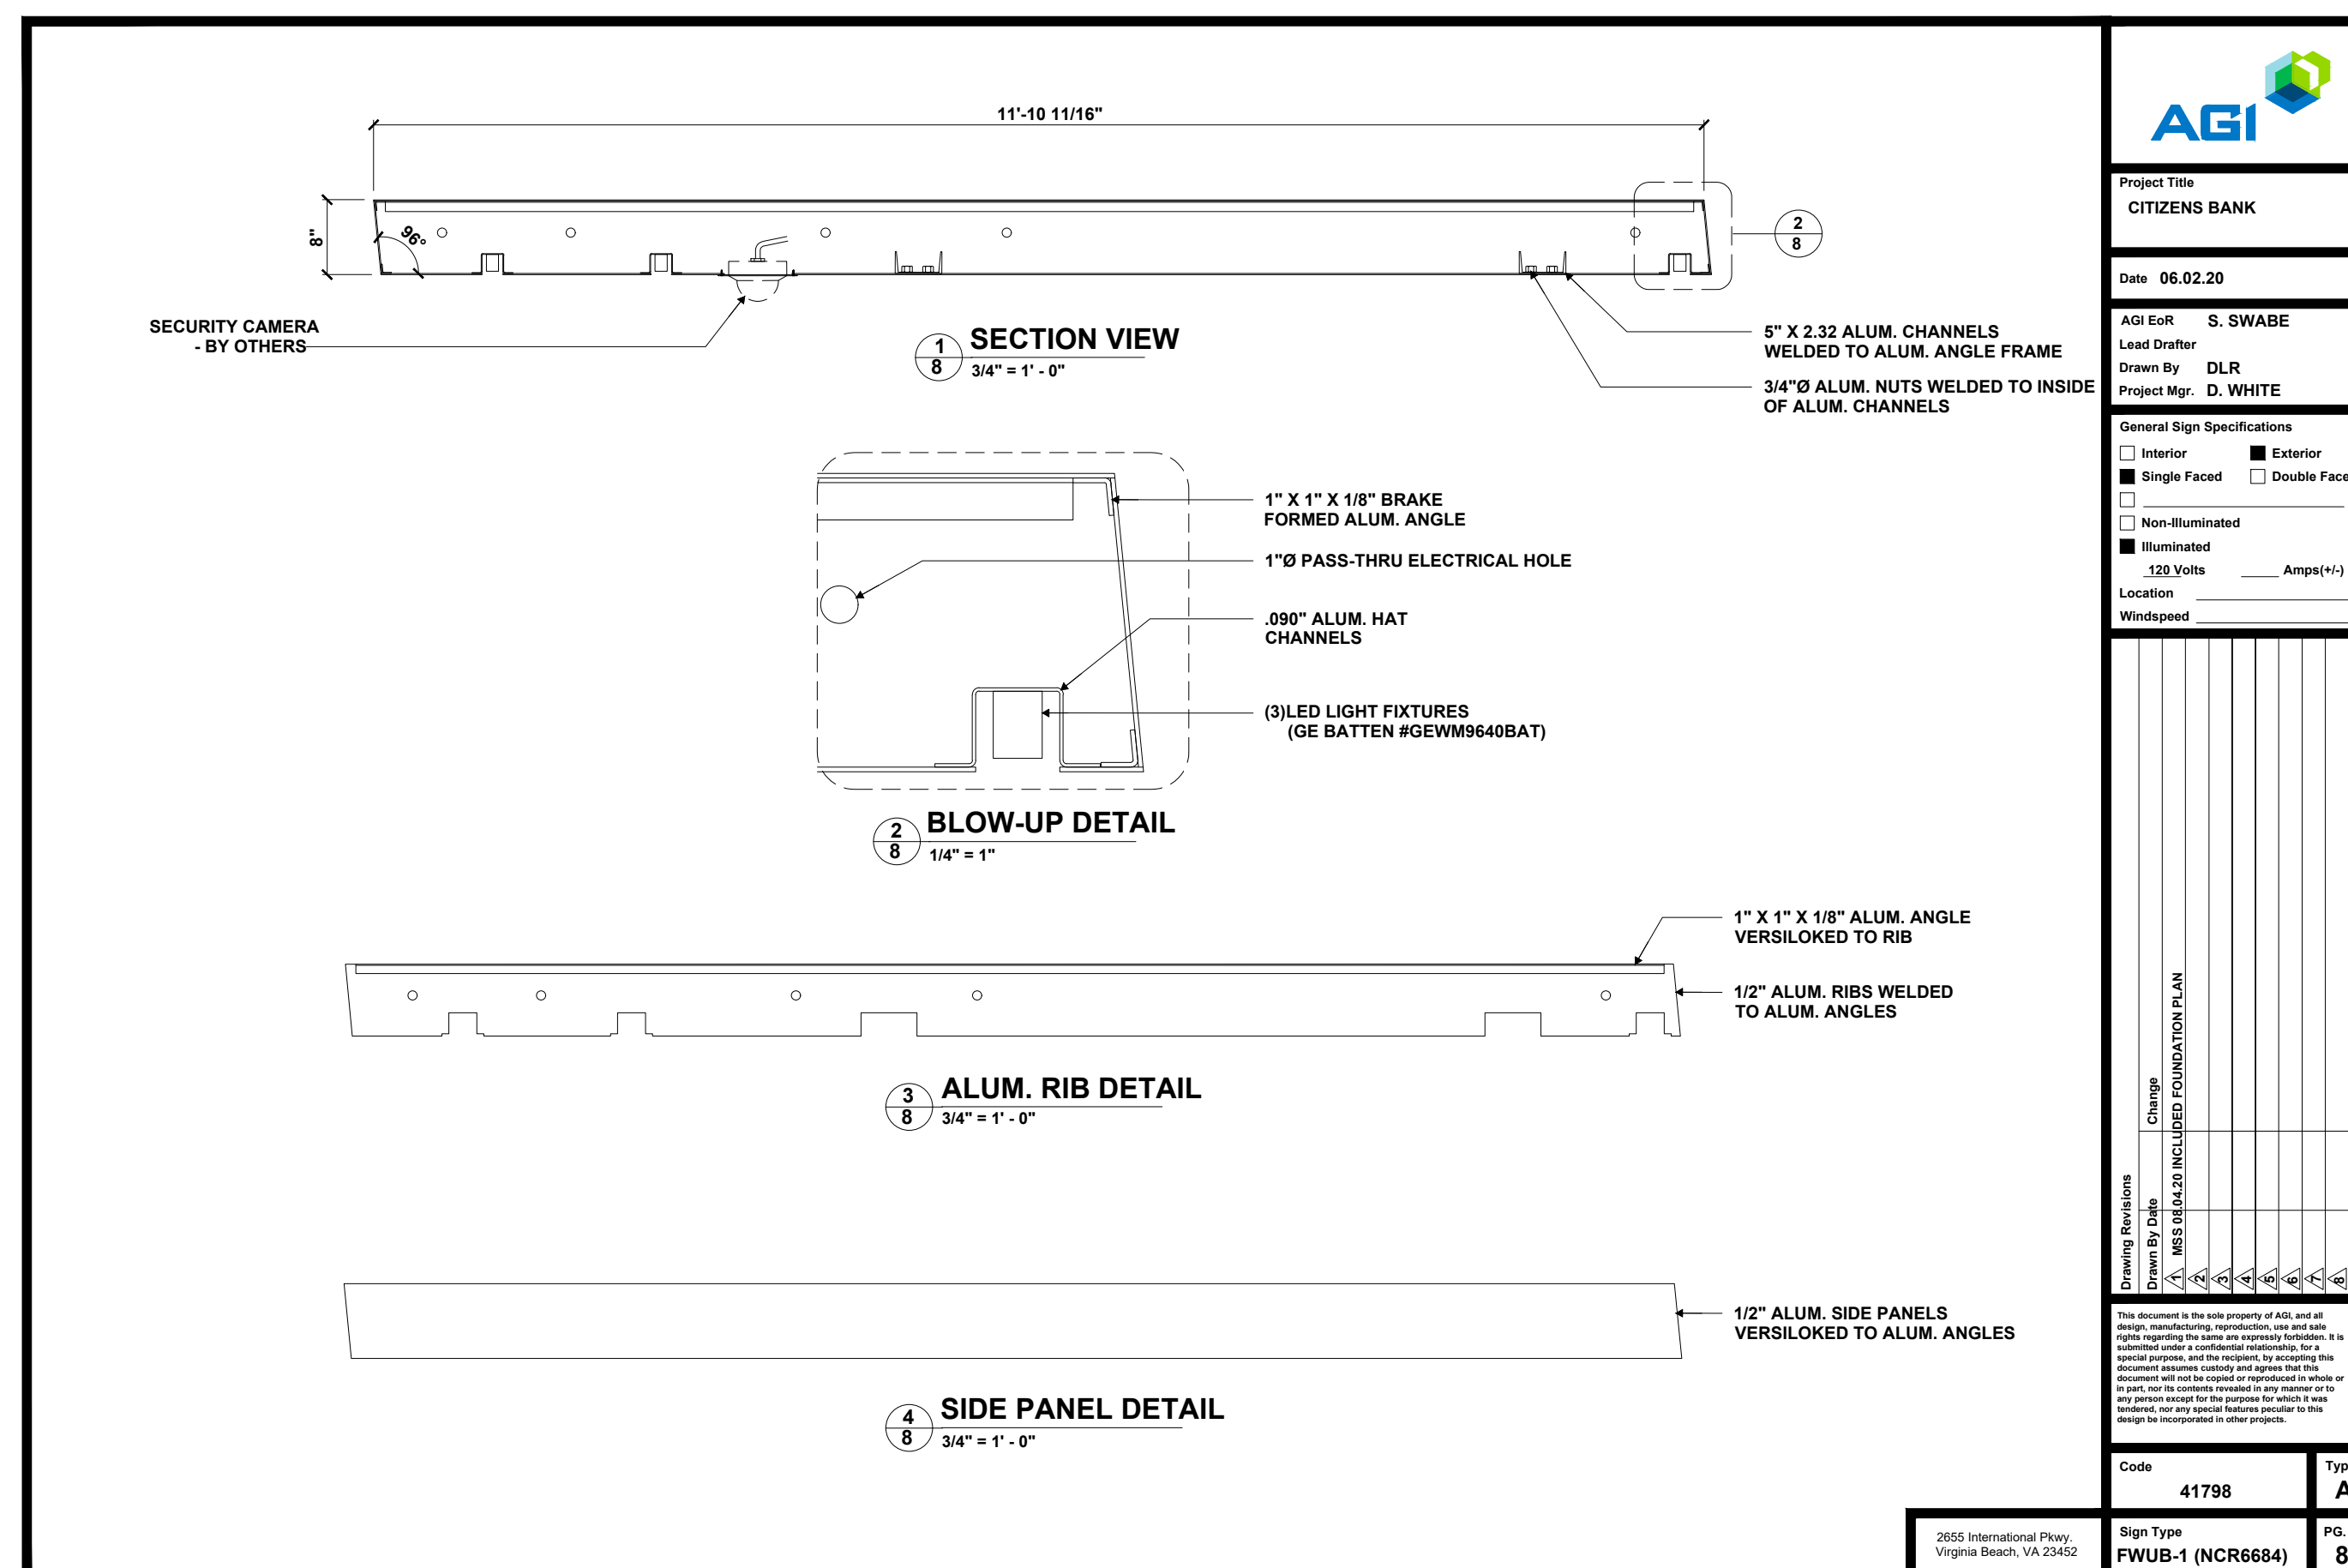 11'-10 11/16"
8"
96°
2
8
SECURITY CAMERA
- BY OTHERS
1
8
SECTION VIEW
3/4" = 1' - 0"
5" X 2.32 ALUM. CHANNELS
WELDED TO ALUM. ANGLE FRAME
3/4"Ø ALUM. NUTS WELDED TO INSIDE
OF ALUM. CHANNELS
1" X 1" X 1/8" BRAKE
FORMED ALUM. ANGLE
1"Ø PASS-THRU ELECTRICAL HOLE
.090" ALUM. HAT
CHANNELS
(3)LED LIGHT FIXTURES
(GE BATTEN #GEWM9640BAT)
2
8
BLOW-UP DETAIL
1/4" = 1"
1" X 1" X 1/8" ALUM. ANGLE
VERSILOKED TO RIB
1/2" ALUM. RIBS WELDED
TO ALUM. ANGLES
3
8
ALUM. RIB DETAIL
3/4" = 1' - 0"
1/2" ALUM. SIDE PANELS
VERSILOKED TO ALUM. ANGLES
4
8
SIDE PANEL DETAIL
3/4" = 1' - 0"
2655 International Pkwy.
Virginia Beach, VA 23452
AGI
Project Title
CITIZENS BANK
Date 06.02.20
AGI EoR S. SWABE
Lead Drafter
Drawn By DLR
Project Mgr. D. WHITE
General Sign Specifications
Interior Exterior
Single Faced Double Face
Non-Illuminated
Illuminated
120 Volts Amps(+/-)
Location
Windspeed
Drawing Revisions
Drawn By Date Change
1 MSS 08.04.20 INCLUDED FOUNDATION PLAN
2
3
4
5
6
7
8
This document is the sole property of AGI, and all
design, manufacturing, reproduction, use and sale
rights regarding the same are expressly forbidden. It is
submitted under a confidential relationship, for a
special purpose, and the recipient, by accepting this
document assumes custody and agrees that this
document will not be copied or reproduced in whole or
in part, nor its contents revealed in any manner or to
any person except for the purpose for which it was
tendered, nor any special features peculiar to this
design be incorporated in other projects.
Code
41798
Typ
A
Sign Type
FWUB-1 (NCR6684)
PG.
8